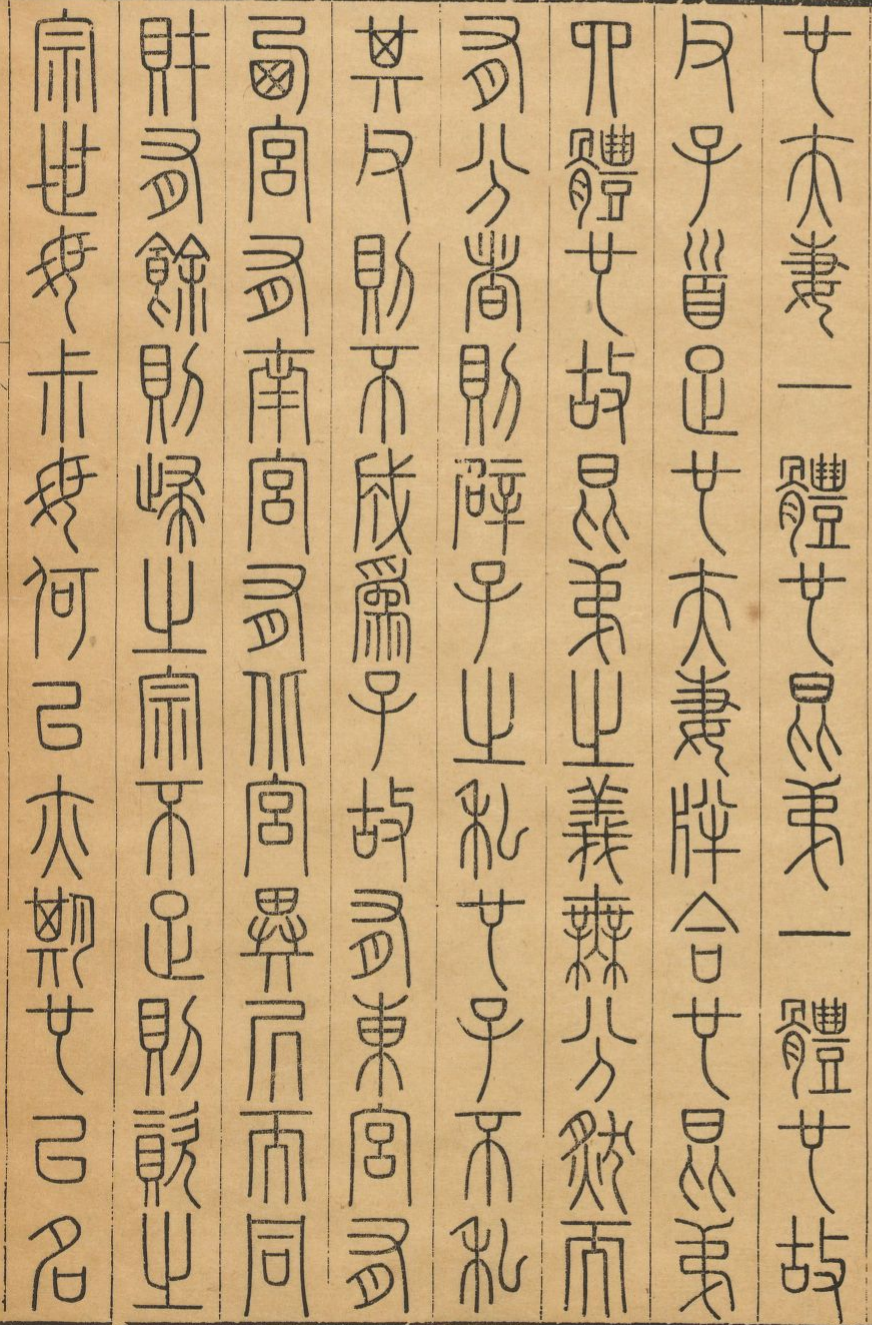 也夫妻一體也昆弟一體也故
父子首足也夫妻牉合也昆弟
四體也故昆弟之義無分然而
有分者則辟子之私也子不私
其父則不成爲子故有東宮有
西宮有南宮有北宮異居而同
財有餘則歸之宗不足則資之
宗世母叔母何以亦期也以名